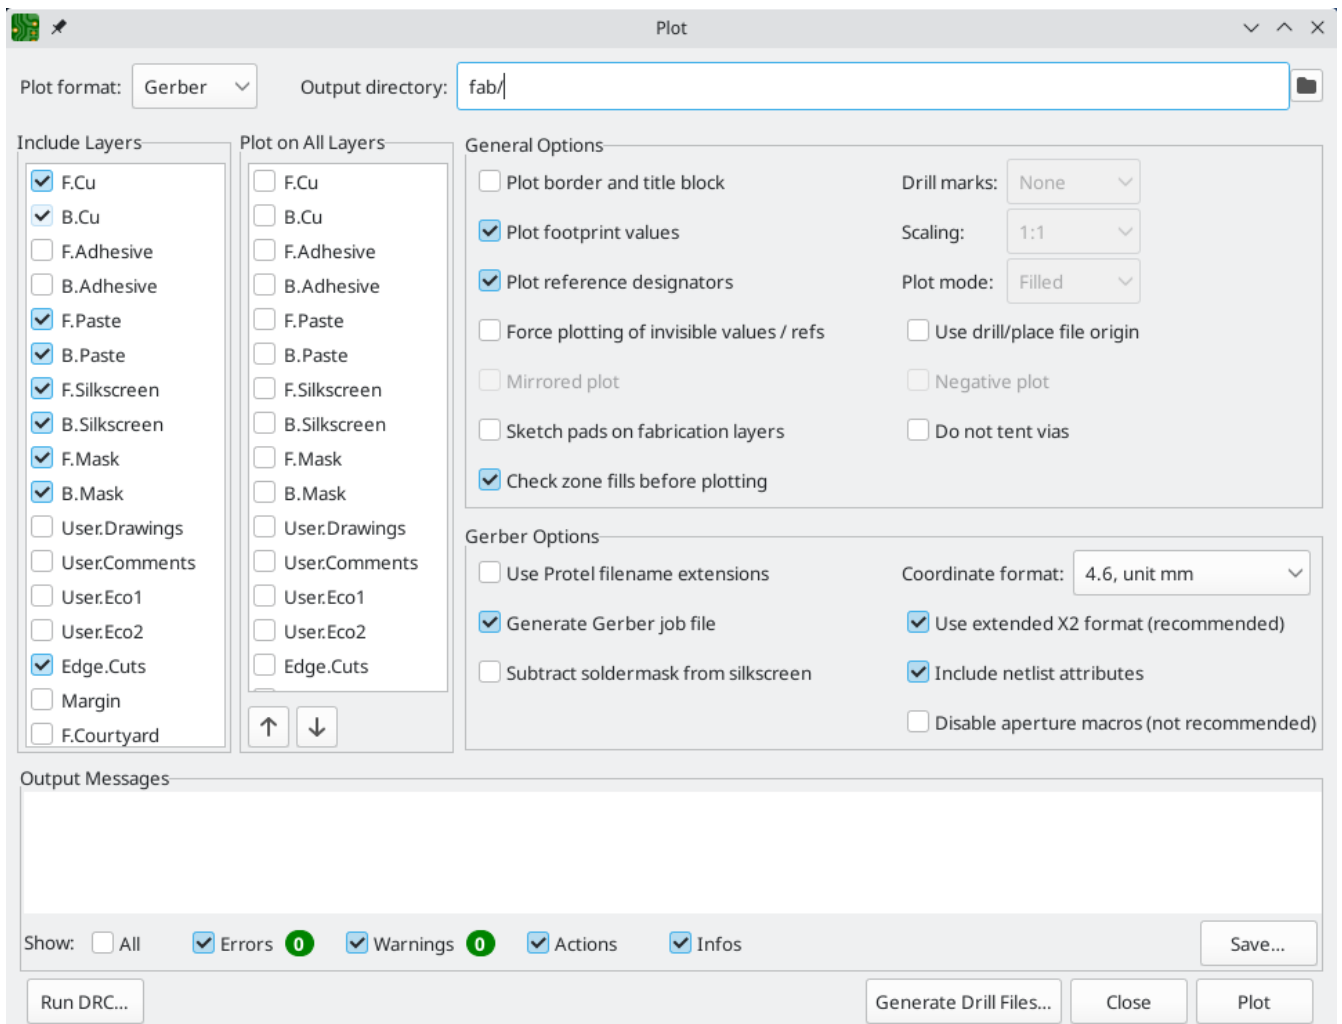 Plot
Plot format: Gerber Output directory: fab/
Include Layers
F.Cu
B.Cu
F.Adhesive
B.Adhesive
F.Paste
B.Paste
F.Silkscreen
B.Silkscreen
F.Mask
B.Mask
User.Drawings
User.Comments
User.Eco1
User.Eco2
Edge.Cuts
Margin
F.Courtyard
Plot on All Layers
F.Cu
B.Cu
F.Adhesive
B.Adhesive
F.Paste
B.Paste
F.Silkscreen
B.Silkscreen
F.Mask
B.Mask
User.Drawings
User.Comments
User.Eco1
User.Eco2
Edge.Cuts
General Options
Plot border and title block Drill marks: None
Plot footprint values Scaling: 1:1
Plot reference designators Plot mode: Filled
Force plotting of invisible values / refs Use drill/place file origin
Mirrored plot Negative plot
Sketch pads on fabrication layers Do not tent vias
Check zone fills before plotting
Gerber Options
Use Protel filename extensions Coordinate format: 4.6, unit mm
Generate Gerber job file Use extended X2 format (recommended)
Subtract soldermask from silkscreen Include netlist attributes
Disable aperture macros (not recommended)
Output Messages
Show: All Errors 0 Warnings 0 Actions Infos Save...
Run DRC... Generate Drill Files... Close Plot